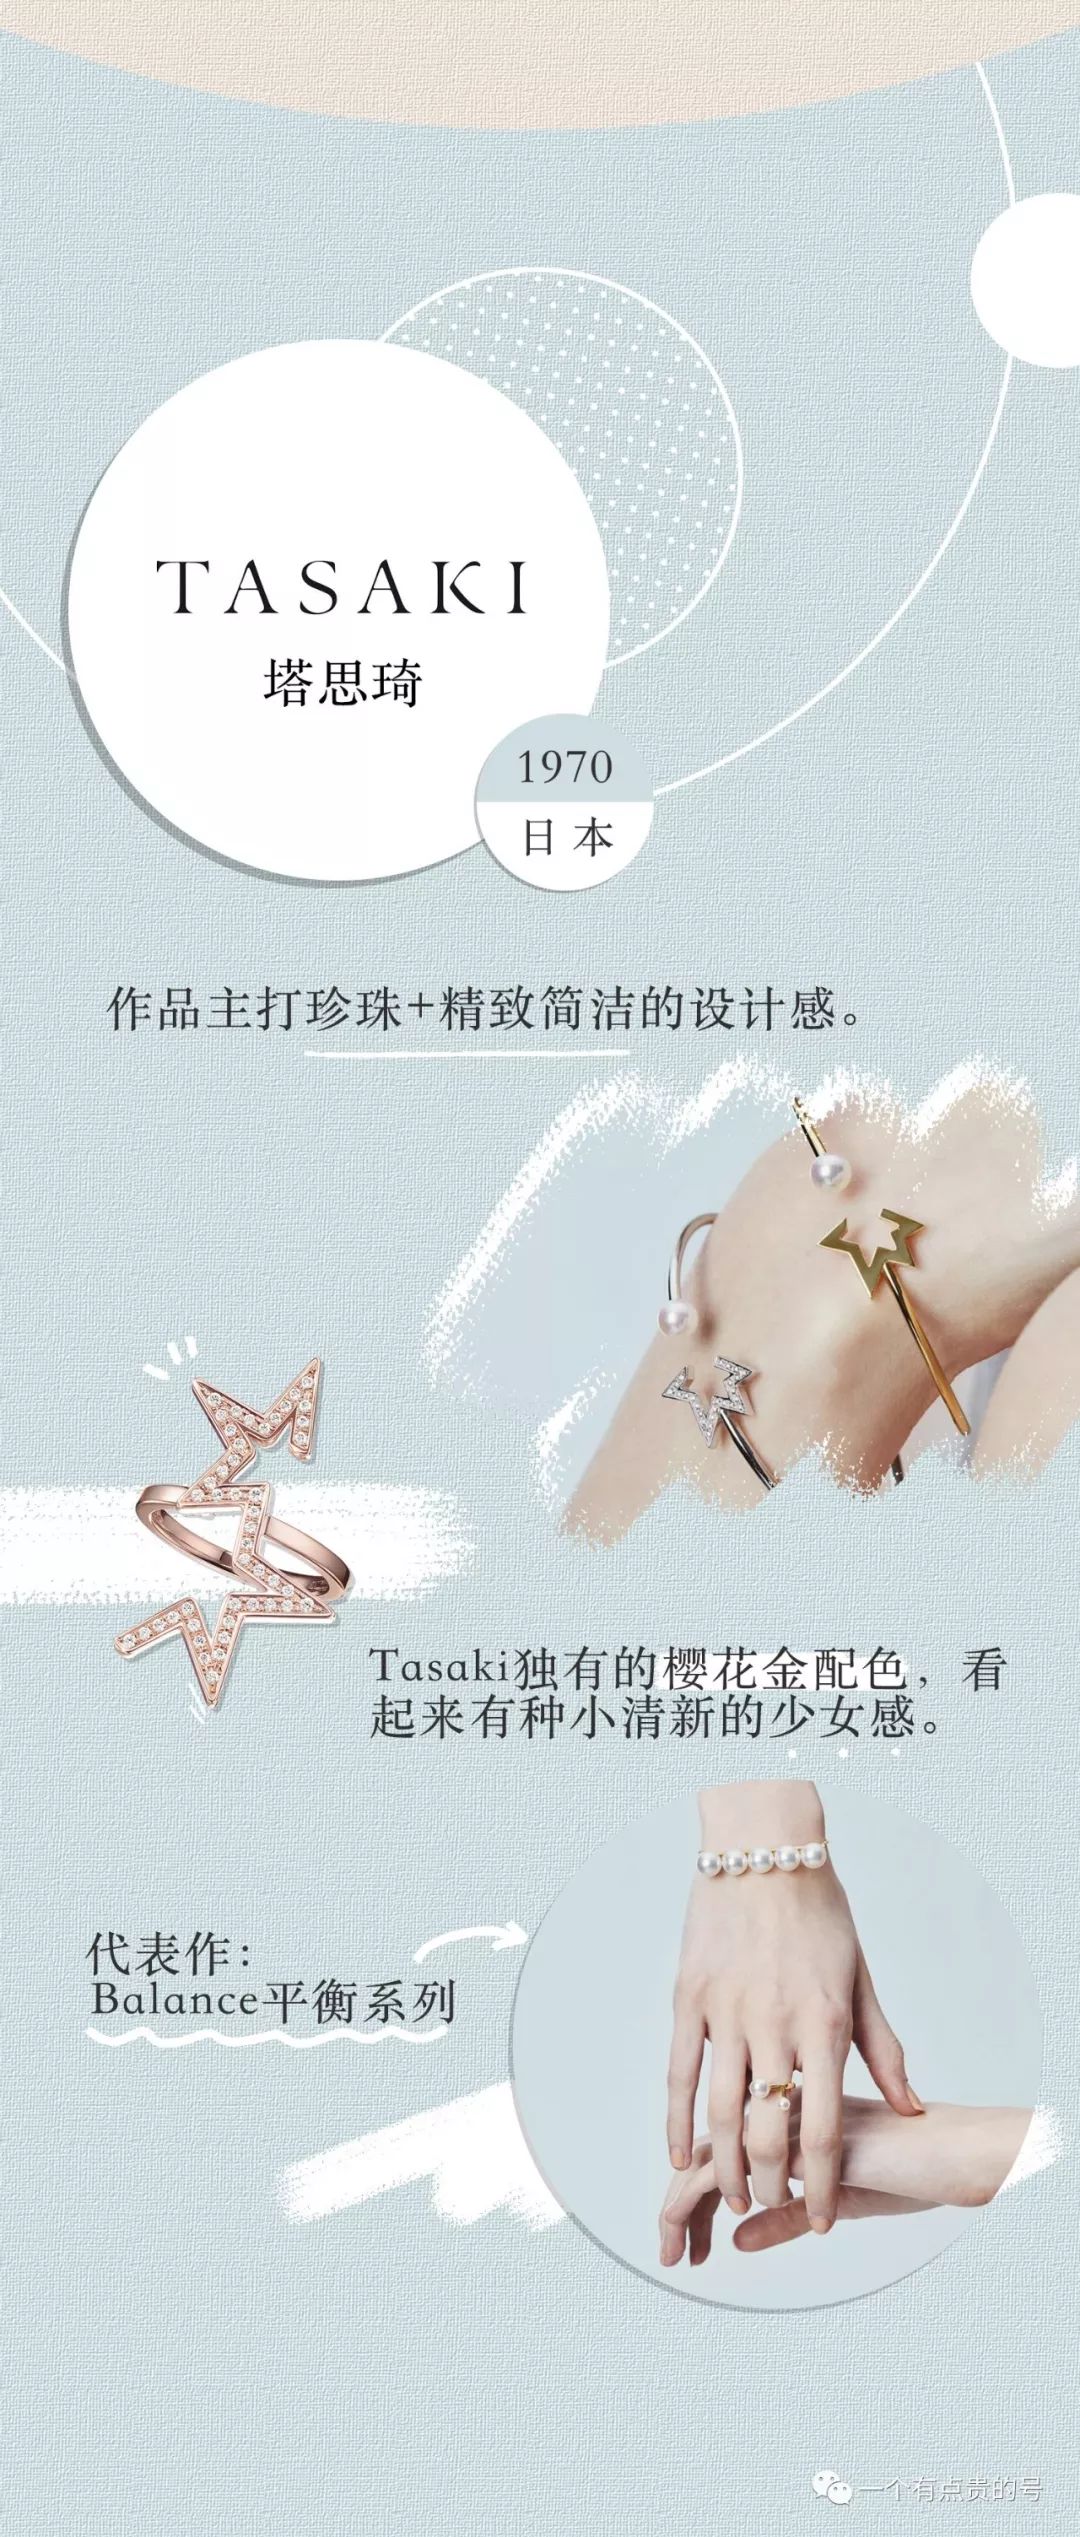 TASAKI
塔思琦
1970
日本
作品主打珍珠+精致简洁的设计感。
Tasaki独有的樱花金配色，看
起来有种小清新的少女感。
代表作：
Balance平衡系列
一个有点贵的号